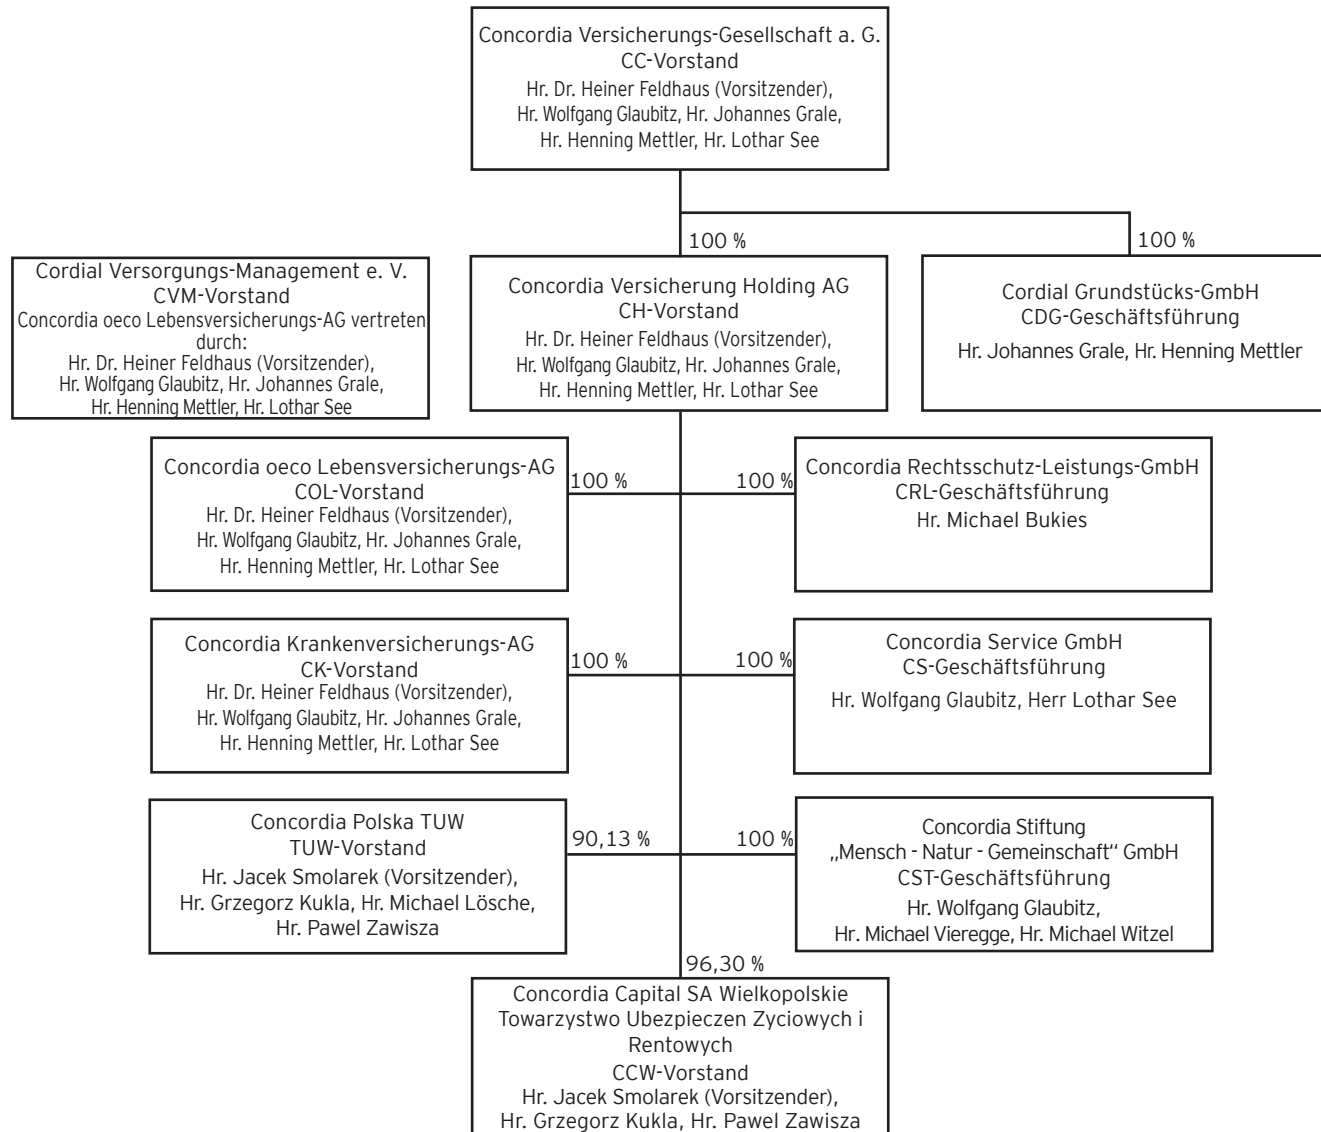 Concordia Versicherungs-Gesellschaft a. G.
CC-Vorstand
Hr. Dr. Heiner Feldhaus (Vorsitzender),
Hr. Wolfgang Glaubitz, Hr. Johannes Grale,
Hr. Henning Mettler, Hr. Lothar See
100 %
100 %
Cordial Versorgungs-Management e. V.
CVM-Vorstand
Concordia oeco Lebensversicherungs-AG vertreten
durch:
Hr. Dr. Heiner Feldhaus (Vorsitzender),
Hr. Wolfgang Glaubitz, Hr. Johannes Grale,
Hr. Henning Mettler, Hr. Lothar See
Concordia Versicherung Holding AG
CH-Vorstand
Hr. Dr. Heiner Feldhaus (Vorsitzender),
Hr. Wolfgang Glaubitz, Hr. Johannes Grale,
Hr. Henning Mettler, Hr. Lothar See
Cordial Grundstücks-GmbH
CDG-Geschäftsführung
Hr. Johannes Grale, Hr. Henning Mettler
Concordia oeco Lebensversicherungs-AG
COL-Vorstand
Hr. Dr. Heiner Feldhaus (Vorsitzender),
Hr. Wolfgang Glaubitz, Hr. Johannes Grale,
Hr. Henning Mettler, Hr. Lothar See
100 %
100 %
Concordia Rechtsschutz-Leistungs-GmbH
CRL-Geschäftsführung
Hr. Michael Bukies
Concordia Krankenversicherungs-AG
CK-Vorstand
Hr. Dr. Heiner Feldhaus (Vorsitzender),
Hr. Wolfgang Glaubitz, Hr. Johannes Grale,
Hr. Henning Mettler, Hr. Lothar See
100 %
100 %
Concordia Service GmbH
CS-Geschäftsführung
Hr. Wolfgang Glaubitz, Herr Lothar See
Concordia Polska TUW
TUW-Vorstand
Hr. Jacek Smolarek (Vorsitzender),
Hr. Grzegorz Kukla, Hr. Michael Lösche,
Hr. Pawel Zawisza
90,13 %
100 %
Concordia Stiftung
„Mensch - Natur - Gemeinschaft“ GmbH
CST-Geschäftsführung
Hr. Wolfgang Glaubitz,
Hr. Michael Vieregge, Hr. Michael Witzel
96,30 %
Concordia Capital SA Wielkopolskie
Towarzystwo Ubezpieczen Zyciowych i
Rentowych
CCW-Vorstand
Hr. Jacek Smolarek (Vorsitzender),
Hr. Grzegorz Kukla, Hr. Pawel Zawisza